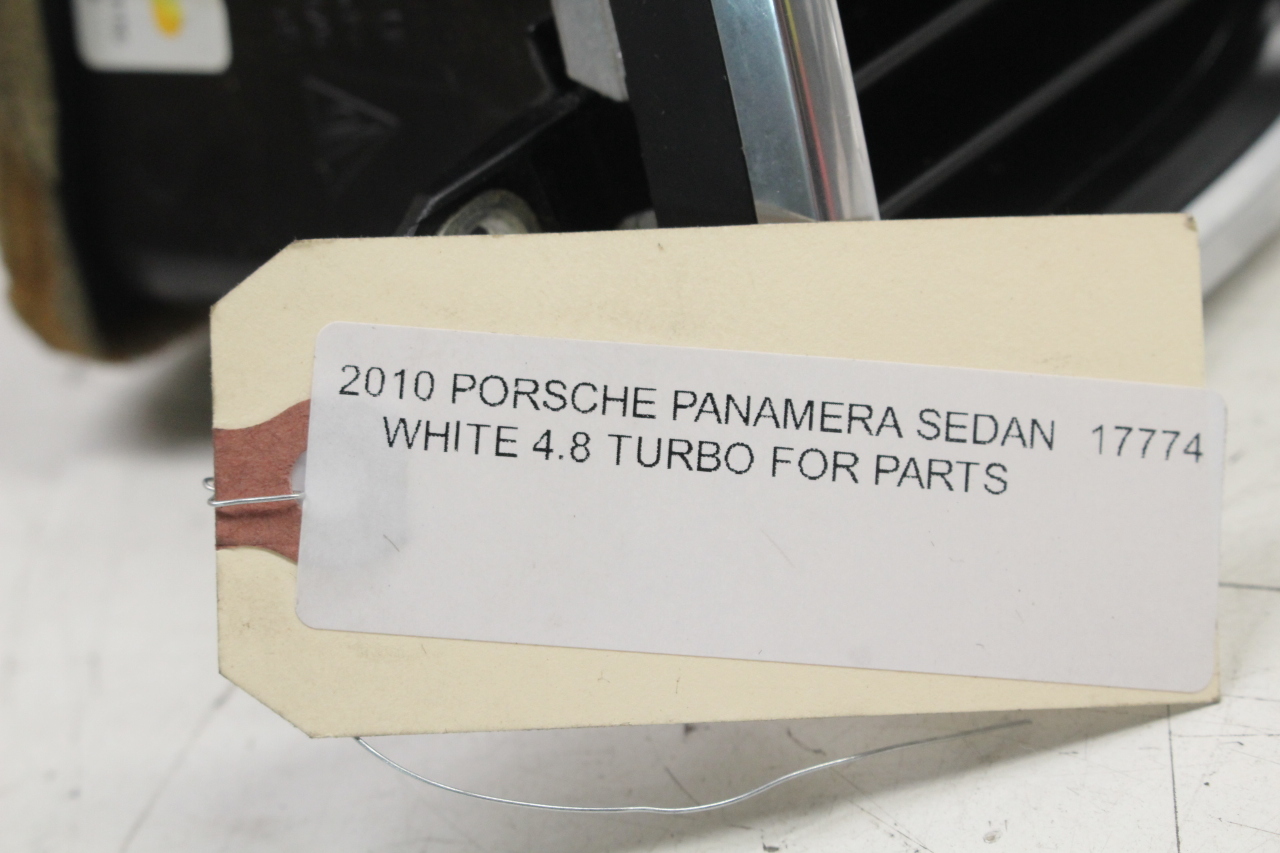 2010 PORSCHE PANAMERA SEDAN 17774
WHITE 4.8 TURBO FOR PARTS